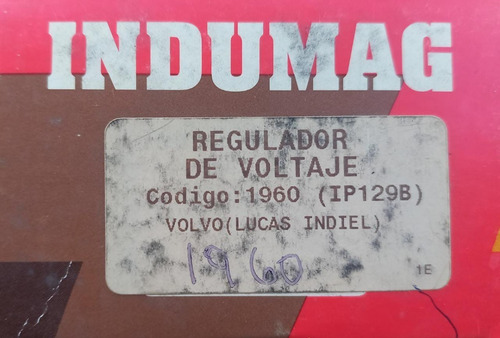 INDUMAG
REGULADOR
DE VOLTAJE
Codigo:1960 (IP129B)
VOLVO(LUCAS INDIEL)
1960
1E